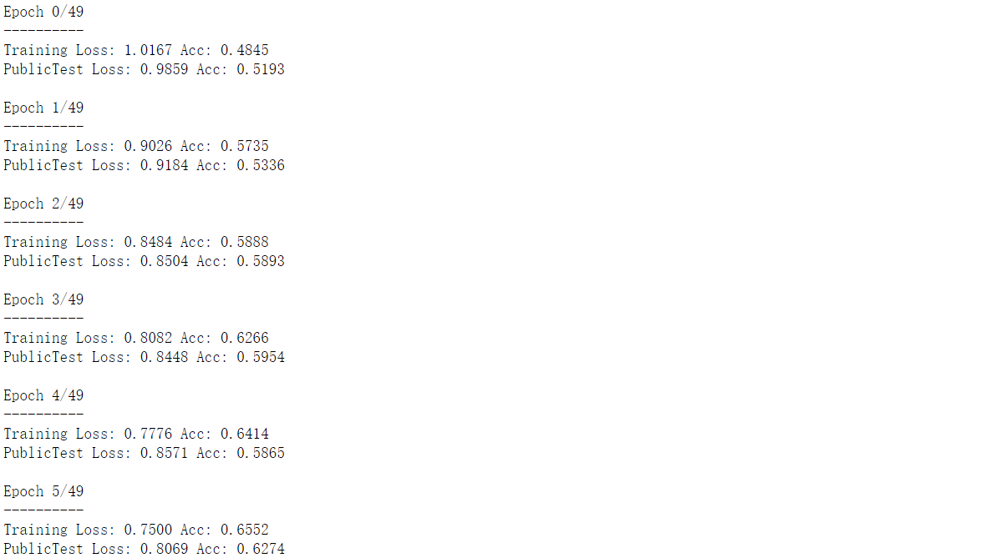 Epoch 0/49
----------
Training Loss: 1.0167 Acc: 0.4845
PublicTest Loss: 0.9859 Acc: 0.5193
Epoch 1/49
----------
Training Loss: 0.9026 Acc: 0.5735
PublicTest Loss: 0.9184 Acc: 0.5336
Epoch 2/49
----------
Training Loss: 0.8484 Acc: 0.5888
PublicTest Loss: 0.8504 Acc: 0.5893
Epoch 3/49
----------
Training Loss: 0.8082 Acc: 0.6266
PublicTest Loss: 0.8448 Acc: 0.5954
Epoch 4/49
----------
Training Loss: 0.7776 Acc: 0.6414
PublicTest Loss: 0.8571 Acc: 0.5865
Epoch 5/49
----------
Training Loss: 0.7500 Acc: 0.6552
PublicTest Loss: 0.8069 Acc: 0.6274